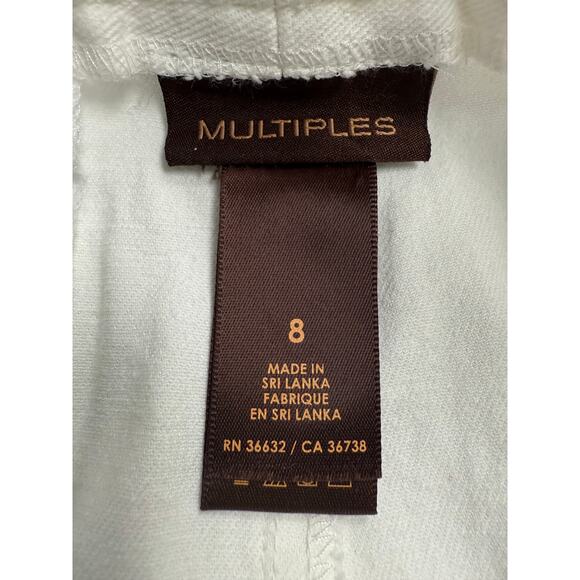 MULTIPLES
8
MADE IN
SRI LANKA
FABRIQUE
EN SRI LANKA
RN 36632 / CA 36738